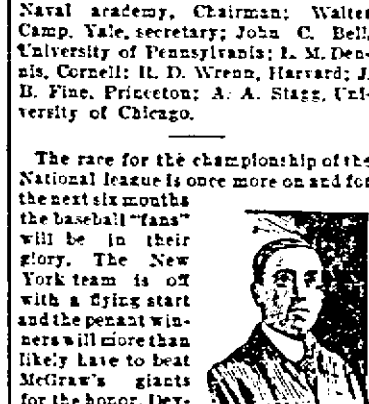 Naval academy, Chairman; Walter
Camp, Yale, secretary; John C. Bell,
University of Pennsylvania; L. M. Den-
nis, Cornell; R. D. Wrenn, Harvard; J.
B. Fine, Princeton; A. A. Stagg, Uni-
versity of Chicago.
The race for the championship of the
National league is once more on and for
the next six months
the baseball "fans"
will be in their
glory. The New
York team is off
with a flying start
and the penant win-
ners will more than
likely have to beat
McGraw's giants
for the honor. Dev-